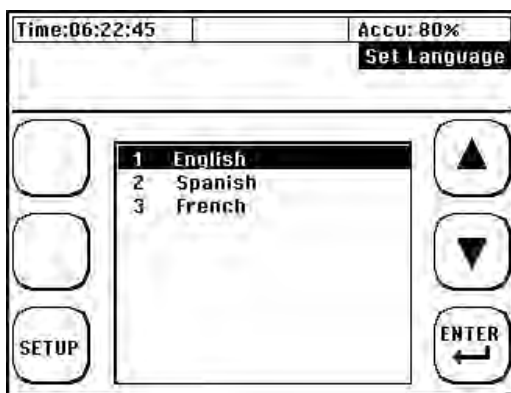 Time:06:22:45
Accu: 80%
Set Language
1 English
2 Spanish
3 French
SETUP
ENTER